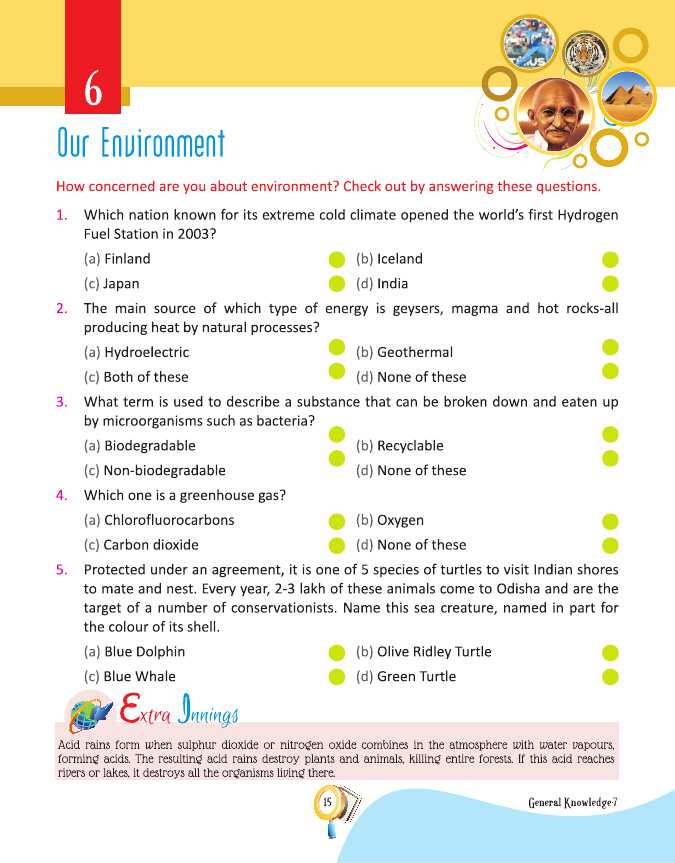 6
Our Environment
How concerned are you about environment? Check out by answering these questions.
1. Which nation known for its extreme cold climate opened the world's first Hydrogen
Fuel Station in 2003?
(a) Finland (b) Iceland
(c) Japan (d) India
2. The main source of which type of energy is geysers, magma and hot rocks-all
producing heat by natural processes?
(a) Hydroelectric (b) Geothermal
(c) Both of these (d) None of these
3. What term is used to describe a substance that can be broken down and eaten up
by microorganisms such as bacteria?
(a) Biodegradable (b) Recyclable
(c) Non-biodegradable (d) None of these
4. Which one is a greenhouse gas?
(a) Chlorofluorocarbons (b) Oxygen
(c) Carbon dioxide (d) None of these
5. Protected under an agreement, it is one of 5 species of turtles to visit Indian shores
to mate and nest. Every year, 2-3 lakh of these animals come to Odisha and are the
target of a number of conservationists. Name this sea creature, named in part for
the colour of its shell.
(a) Blue Dolphin (b) Olive Ridley Turtle
(c) Blue Whale (d) Green Turtle
Extra Innings
Acid rains form when sulphur dioxide or nitrogen oxide combines in the atmosphere with water vapours,
forming acids. The resulting acid rains destroy plants and animals, killing entire forests. If this acid reaches
rivers or lakes, it destroys all the organisms living there.
15
General Knowledge-7